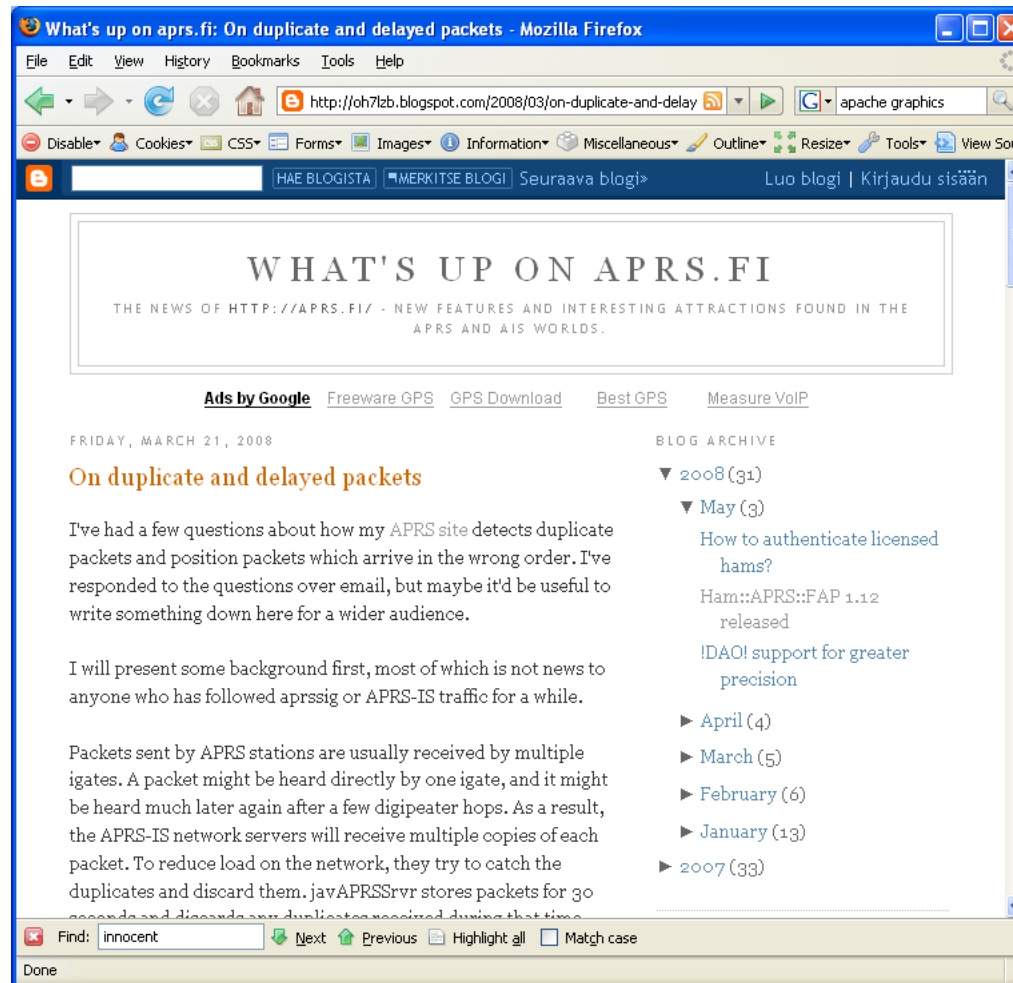 What's up on aprs.fi: On duplicate and delayed packets - Mozilla Firefox
File Edit View History Bookmarks Tools Help
http://oh7lzb.blogspot.com/2008/03/on-duplicate-and-delay apache graphics
Disable Cookies CSS Forms Images Information Miscellaneous Outline Resize Tools View Sou
HAE BLOGISTA MERKITSE BLOGI Seuraava blogi» Luo blogi | Kirjaudu sisään
WHAT'S UP ON APRS.FI
THE NEWS OF HTTP://APRS.FI/ - NEW FEATURES AND INTERESTING ATTRACTIONS FOUND IN THE
APRS AND AIS WORLDS.
Ads by Google Freeware GPS GPS Download Best GPS Measure VoIP
FRIDAY, MARCH 21, 2008
On duplicate and delayed packets
I've had a few questions about how my APRS site detects duplicate
packets and position packets which arrive in the wrong order. I've
responded to the questions over email, but maybe it'd be useful to
write something down here for a wider audience.
I will present some background first, most of which is not news to
anyone who has followed aprssig or APRS-IS traffic for a while.
Packets sent by APRS stations are usually received by multiple
igates. A packet might be heard directly by one igate, and it might
be heard much later again after a few digipeater hops. As a result,
the APRS-IS network servers will receive multiple copies of each
packet. To reduce load on the network, they try to catch the
duplicates and discard them. javAPRSSrvr stores packets for 30
seconds and discards any duplicates received during that time
BLOG ARCHIVE
▼ 2008 (31)
▼ May (3)
How to authenticate licensed
hams?
Ham::APRS::FAP 1.12
released
!DAO! support for greater
precision
► April (4)
► March (5)
► February (6)
► January (13)
► 2007 (33)
Find: innocent Next Previous Highlight all Match case
Done